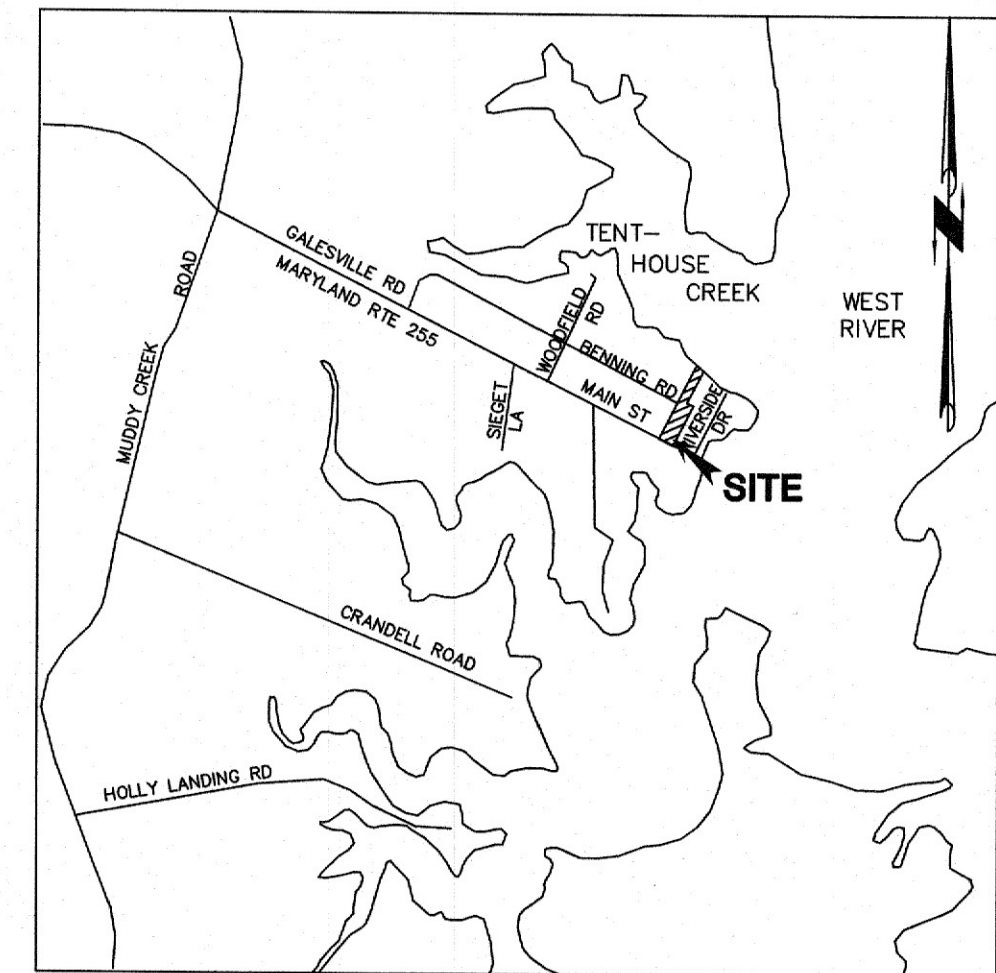 TENT-
HOUSE
CREEK
WEST
RIVER
GALESVILLE RD
MARYLAND RTE 255
WOODFIELD
RD
BENNING RD
MAIN ST
RIVERSIDE
DR
SIEGET
LA
SITE
MUDDY CREEK
ROAD
CRANDELL ROAD
HOLLY LANDING RD
N